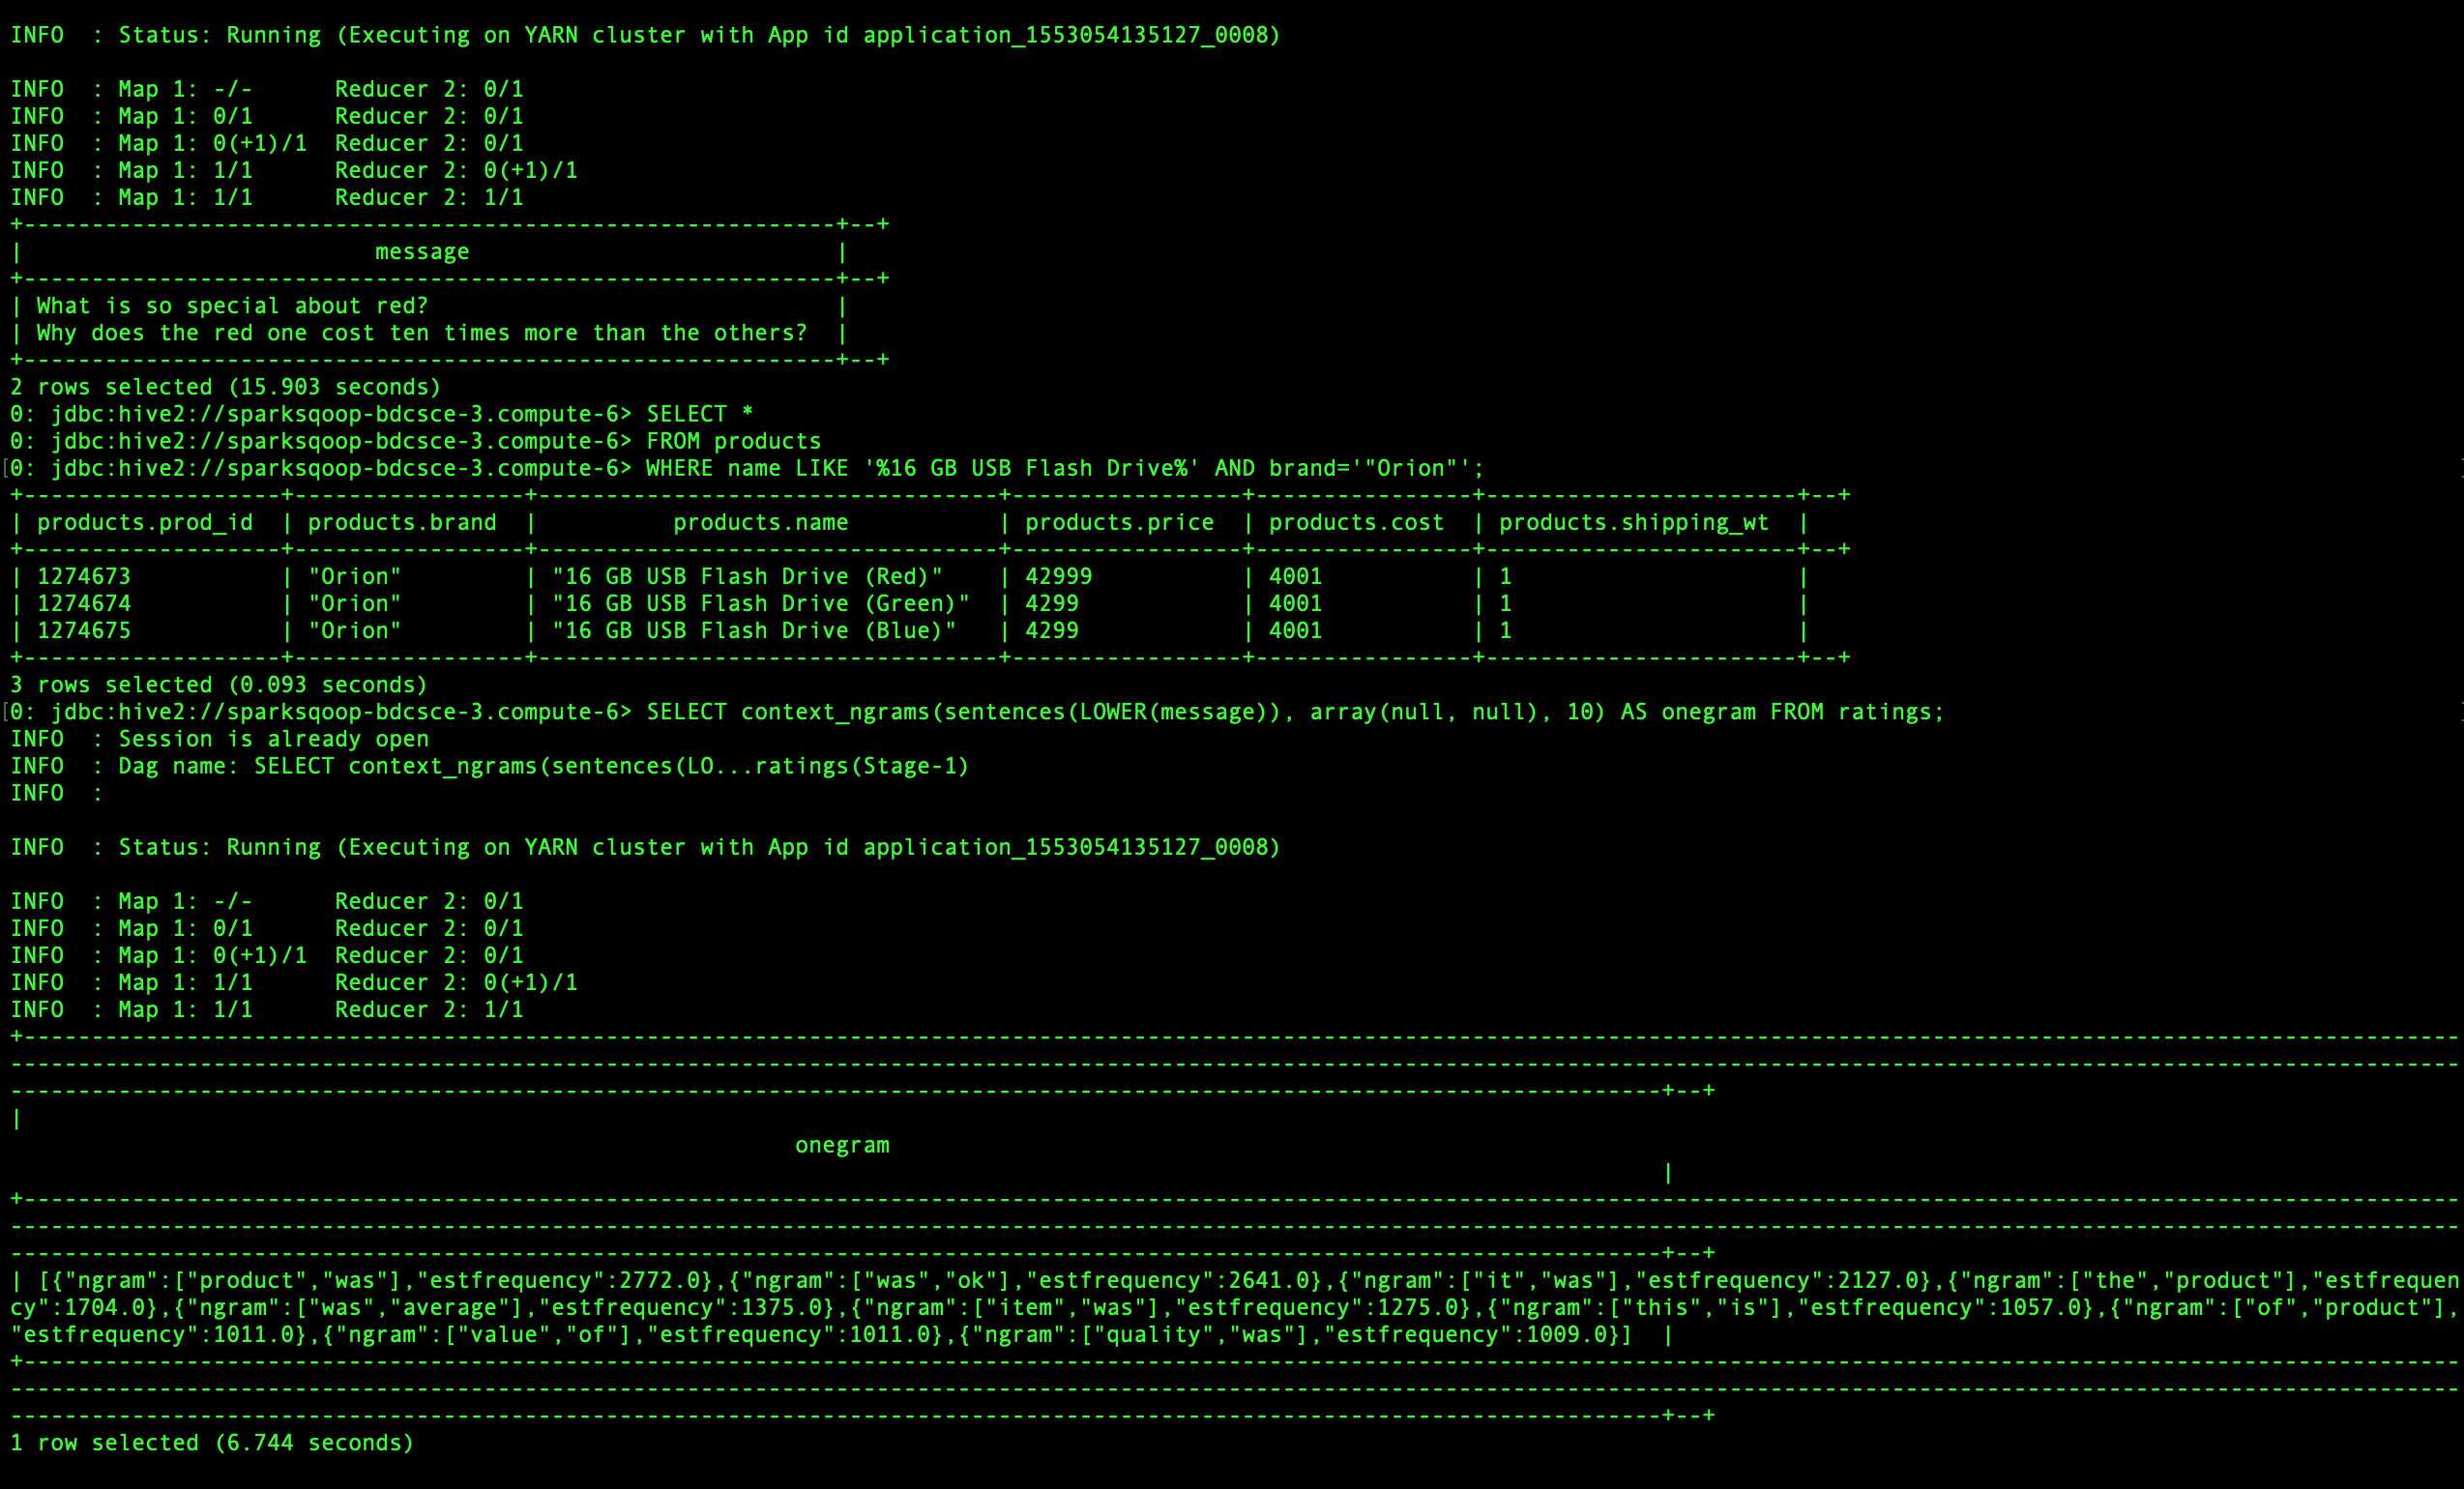 INFO  : Status: Running (Executing on YARN cluster with App id application_1553054135127_0008)

INFO  : Map 1: -/-      Reducer 2: 0/1
INFO  : Map 1: 0/1      Reducer 2: 0/1
INFO  : Map 1: 0(+1)/1  Reducer 2: 0/1
INFO  : Map 1: 1/1      Reducer 2: 0(+1)/1
INFO  : Map 1: 1/1      Reducer 2: 1/1
+------------------------------------------------------------+--+
|                          message                           |
+------------------------------------------------------------+--+
| What is so special about red?                              |
| Why does the red one cost ten times more than the others?  |
+------------------------------------------------------------+--+
2 rows selected (15.903 seconds)
0: jdbc:hive2://sparksqoop-bdcsce-3.compute-6> SELECT *
0: jdbc:hive2://sparksqoop-bdcsce-3.compute-6> FROM products
[0: jdbc:hive2://sparksqoop-bdcsce-3.compute-6> WHERE name LIKE '%16 GB USB Flash Drive%' AND brand='"Orion"';
+-------------------+-----------------+----------------------------------+-----------------+----------------+-----------------------+--+
| products.prod_id  | products.brand  |          products.name           | products.price  | products.cost  | products.shipping_wt  |
+-------------------+-----------------+----------------------------------+-----------------+----------------+-----------------------+--+
| 1274673           | "Orion"         | "16 GB USB Flash Drive (Red)"    | 42999           | 4001           | 1                     |
| 1274674           | "Orion"         | "16 GB USB Flash Drive (Green)"  | 4299            | 4001           | 1                     |
| 1274675           | "Orion"         | "16 GB USB Flash Drive (Blue)"   | 4299            | 4001           | 1                     |
+-------------------+-----------------+----------------------------------+-----------------+----------------+-----------------------+--+
3 rows selected (0.093 seconds)
[0: jdbc:hive2://sparksqoop-bdcsce-3.compute-6> SELECT context_ngrams(sentences(LOWER(message)), array(null, null), 10) AS onegram FROM ratings;
INFO  : Session is already open
INFO  : Dag name: SELECT context_ngrams(sentences(LO...ratings(Stage-1)
INFO  :

INFO  : Status: Running (Executing on YARN cluster with App id application_1553054135127_0008)

INFO  : Map 1: -/-      Reducer 2: 0/1
INFO  : Map 1: 0/1      Reducer 2: 0/1
INFO  : Map 1: 0(+1)/1  Reducer 2: 0/1
INFO  : Map 1: 1/1      Reducer 2: 0(+1)/1
INFO  : Map 1: 1/1      Reducer 2: 1/1
|
onegram
|
| [{"ngram":["product","was"],"estfrequency":2772.0},{"ngram":["was","ok"],"estfrequency":2641.0},{"ngram":["it","was"],"estfrequency":2127.0},{"ngram":["the","product"],"estfrequen
cy":1704.0},{"ngram":["was","average"],"estfrequency":1375.0},{"ngram":["item","was"],"estfrequency":1275.0},{"ngram":["this","is"],"estfrequency":1057.0},{"ngram":["of","product"],
"estfrequency":1011.0},{"ngram":["value","of"],"estfrequency":1011.0},{"ngram":["quality","was"],"estfrequency":1009.0}]  |
1 row selected (6.744 seconds)